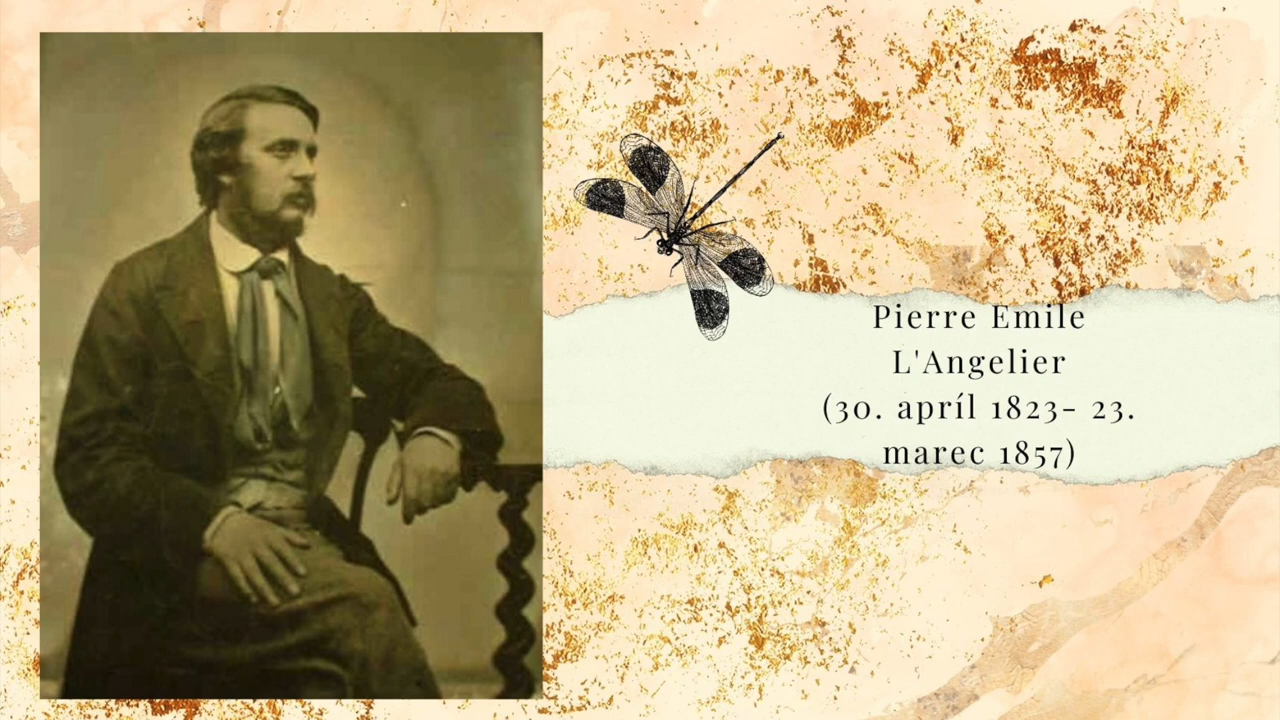 Pierre Emile
L'Angelier
(30. apríl 1823- 23.
marec 1857)